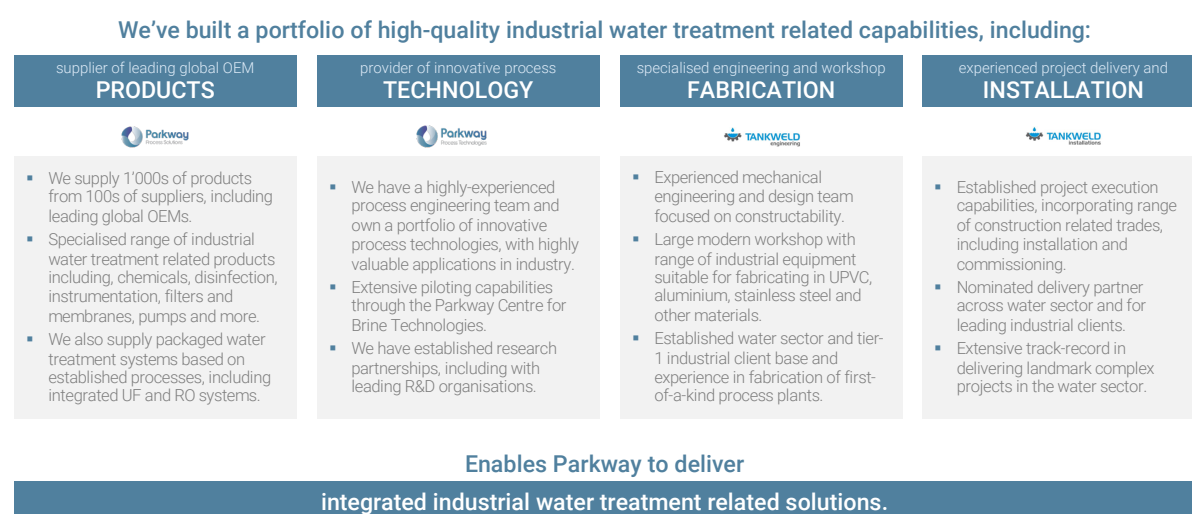 We’ve built a portfolio of high-quality industrial water treatment related capabilities, including:
supplier of leading global OEM
PRODUCTS
Parkway
Process Solutions
▪ We supply 1’000s of products
from 100s of suppliers, including
leading global OEMs.
▪ Specialised range of industrial
water treatment related products
including, chemicals, disinfection,
instrumentation, filters and
membranes, pumps and more.
▪ We also supply packaged water
treatment systems based on
established processes, including
integrated UF and RO systems.
provider of innovative process
TECHNOLOGY
Parkway
Process Technologies
▪ We have a highly-experienced
process engineering team and
own a portfolio of innovative
process technologies, with highly
valuable applications in industry.
▪ Extensive piloting capabilities
through the Parkway Centre for
Brine Technologies.
▪ We have established research
partnerships, including with
leading R&D organisations.
specialised engineering and workshop
FABRICATION
TANKWELD
engineering
▪ Experienced mechanical
engineering and design team
focused on constructability.
▪ Large modern workshop with
range of industrial equipment
suitable for fabricating in UPVC,
aluminium, stainless steel and
other materials.
▪ Established water sector and tier-
1 industrial client base and
experience in fabrication of first-
of-a-kind process plants.
experienced project delivery and
INSTALLATION
TANKWELD
installations
▪ Established project execution
capabilities, incorporating range
of construction related trades,
including installation and
commissioning.
▪ Nominated delivery partner
across water sector and for
leading industrial clients.
▪ Extensive track-record in
delivering landmark complex
projects in the water sector.
Enables Parkway to deliver
integrated industrial water treatment related solutions.